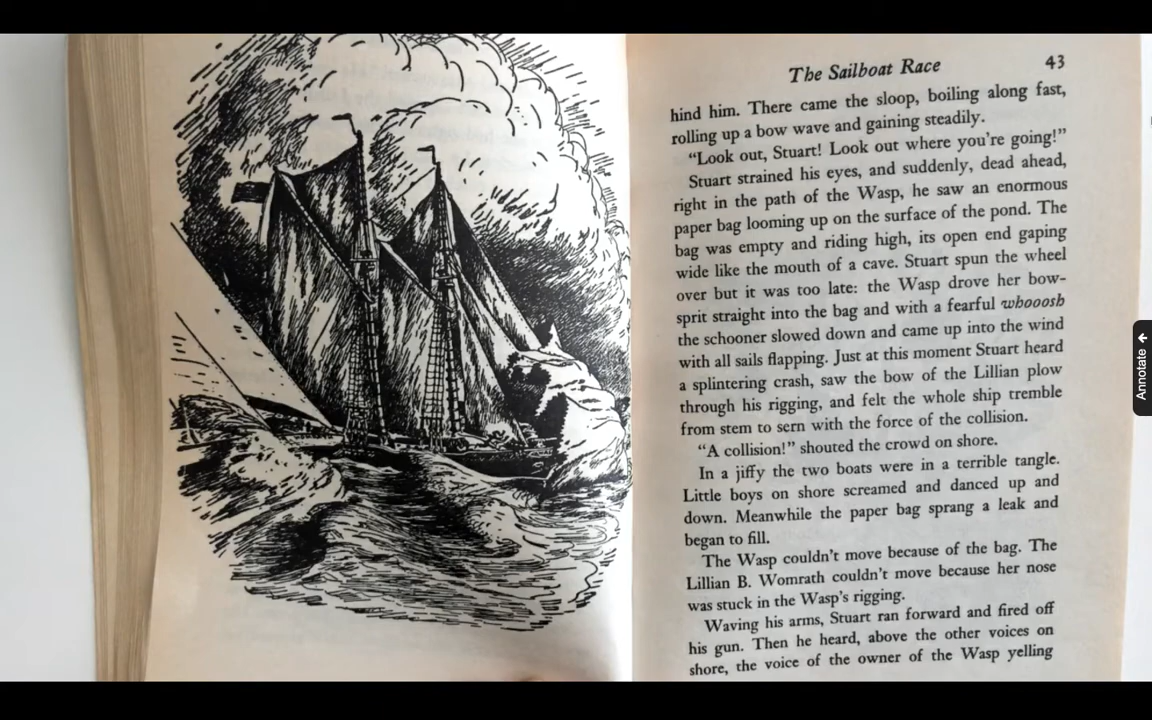 The Sailboat Race 43
hind him. There came the sloop, boiling along fast,
rolling up a bow wave and gaining steadily.
“Look out, Stuart! Look out where you’re going!”
Stuart strained his eyes, and suddenly, dead ahead,
right in the path of the Wasp, he saw an enormous
paper bag looming up on the surface of the pond. The
bag was empty and riding high, its open end gaping
wide like the mouth of a cave. Stuart spun the wheel
over but it was too late: the Wasp drove her bow-
sprit straight into the bag and with a fearful whooosh
the schooner slowed down and came up into the wind
with all sails flapping. Just at this moment Stuart heard
a splintering crash, saw the bow of the Lillian plow
through his rigging, and felt the whole ship tremble
from stem to sern with the force of the collision.
“A collision!” shouted the crowd on shore.
In a jiffy the two boats were in a terrible tangle.
Little boys on shore screamed and danced up and
down. Meanwhile the paper bag sprang a leak and
began to fill.
The Wasp couldn’t move because of the bag. The
Lillian B. Womrath couldn’t move because her nose
was stuck in the Wasp’s rigging.
Waving his arms, Stuart ran forward and fired off
his gun. Then he heard, above the other voices on
shore, the voice of the owner of the Wasp yelling
Annotate